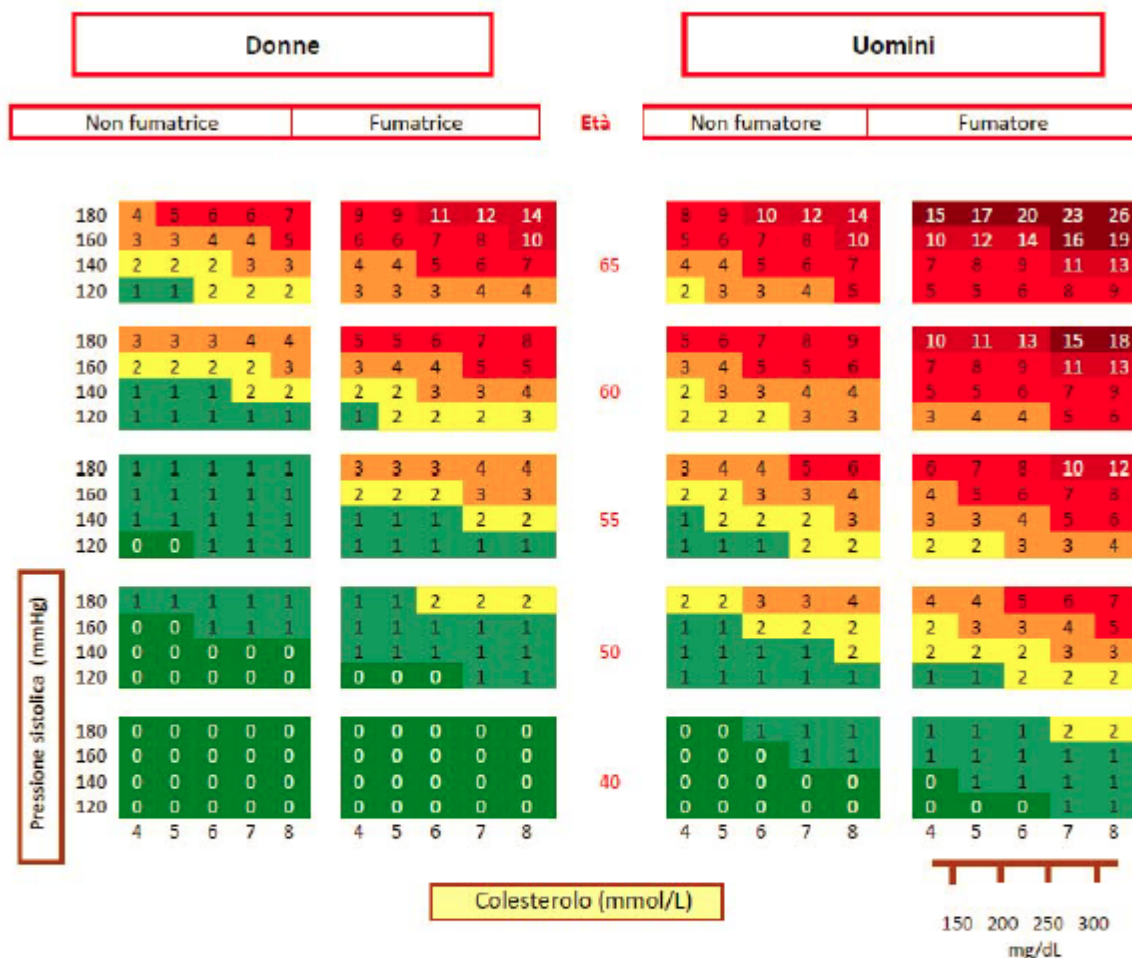 Donne Uomini
Non fumatrice Fumatrice Età Non fumatore Fumatore
180 4 5 6 6 7 9 9 11 12 14 8 9 10 12 14 15 17 20 23 26
160 3 3 4 4 5 6 6 7 8 10 5 6 7 8 10 10 12 14 16 19
65
140 2 2 2 3 3 4 4 5 6 7 4 4 5 6 7 7 8 9 11 13
120 1 1 2 2 2 3 3 3 4 4 2 3 3 4 5 5 5 6 8 9
180 3 3 3 4 4 5 5 6 7 8 5 6 7 8 9 10 11 13 15 18
160 2 2 2 2 3 3 4 4 5 5 3 4 5 5 6 7 8 9 11 13
60
140 1 1 1 2 2 2 2 3 3 4 2 3 3 4 4 5 5 6 7 9
120 1 1 1 1 1 1 2 2 2 3 2 2 2 3 3 3 4 4 5 6
180 1 1 1 1 1 3 3 3 4 4 3 4 4 5 6 6 7 8 10 12
160 1 1 1 1 1 2 2 2 3 3 2 2 3 3 4 4 5 6 7 8
55
140 1 1 1 1 1 1 1 1 2 2 1 2 2 2 3 3 3 4 5 6
120 0 0 1 1 1 1 1 1 1 1 1 1 1 2 2 2 2 3 3 4
180 1 1 1 1 1 1 1 2 2 2 2 2 3 3 4 4 4 5 6 7
160 0 0 1 1 1 1 1 1 1 1 1 1 2 2 2 2 3 3 4 5
50
140 0 0 0 0 0 1 1 1 1 1 1 1 1 1 2 2 2 2 3 3
120 0 0 0 0 0 0 0 0 1 1 1 1 1 1 1 1 1 2 2 2
180 0 0 0 0 0 0 0 0 0 0 0 0 1 1 1 1 1 1 2 2
160 0 0 0 0 0 0 0 0 0 0 0 0 0 1 1 1 1 1 1 1
40
140 0 0 0 0 0 0 0 0 0 0 0 0 0 0 0 0 1 1 1 1
120 0 0 0 0 0 0 0 0 0 0 0 0 0 0 0 0 0 0 1 1
4 5 6 7 8 4 5 6 7 8 4 5 6 7 8 4 5 6 7 8
Pressione sistolica (mmHg)
Colesterolo (mmol/L)
150 200 250 300
mg/dL